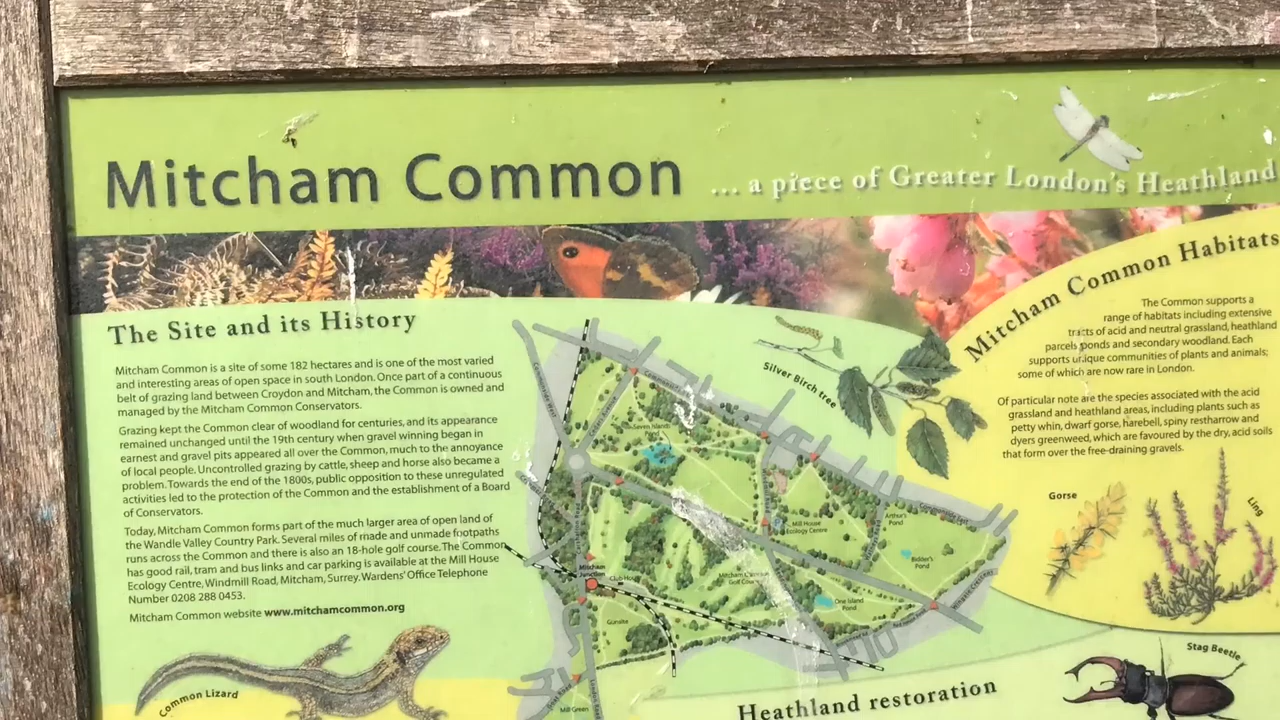 Mitcham Common
... a piece of Greater London's Heathland
The Site and its History
Mitcham Common is a site of some 182 hectares and is one of the most varied
and interesting areas of open space in south London. Once part of a continuous
belt of grazing land between Croydon and Mitcham, the Common is owned and
managed by the Mitcham Common Conservators.
Grazing kept the Common clear of woodland for centuries, and its appearance
remained unchanged until the 19th century when gravel winning began in
earnest and gravel pits appeared all over the Common, much to the annoyance
of local people. Uncontrolled grazing by cattle, sheep and horse also became a
problem. Towards the end of the 1800s, public opposition to these unregulated
activities led to the protection of the Common and the establishment of a Board
of Conservators.
Today, Mitcham Common forms part of the much larger area of open land of
the Wandle Valley Country Park. Several miles of made and unmade footpaths
runs across the Common and there is also an 18-hole golf course. The Common
has good rail, tram and bus links and car parking is available at the Mill House
Ecology Centre, Windmill Road, Mitcham, Surrey. Wardens' Office Telephone
Number 0208 288 0453.
Mitcham Common website www.mitchamcommon.org
Common Lizard
Silver Birch tree
Seven Islands
Pond
Mill House
Ecology Centre
Arthur's
Pond
Bidder's
Pond
One Island
Pond
Mitcham
Junction
Club House
Mitcham
Golf Course
Gunsite
Mill Green
Commonside East
Mitcham Common Habitats
The Common supports a
range of habitats including extensive
tracts of acid and neutral grassland, heathland
parcels ponds and secondary woodland. Each
supports unique communities of plants and animals;
some of which are now rare in London.
Of particular note are the species associated with the acid
grassland and heathland areas, including plants such as
petty whin, dwarf gorse, harebell, spiny restharrow and
dyers greenweed, which are favoured by the dry, acid soils
that form over the free-draining gravels.
Gorse
Ling
Heathland restoration
Stag Beetle